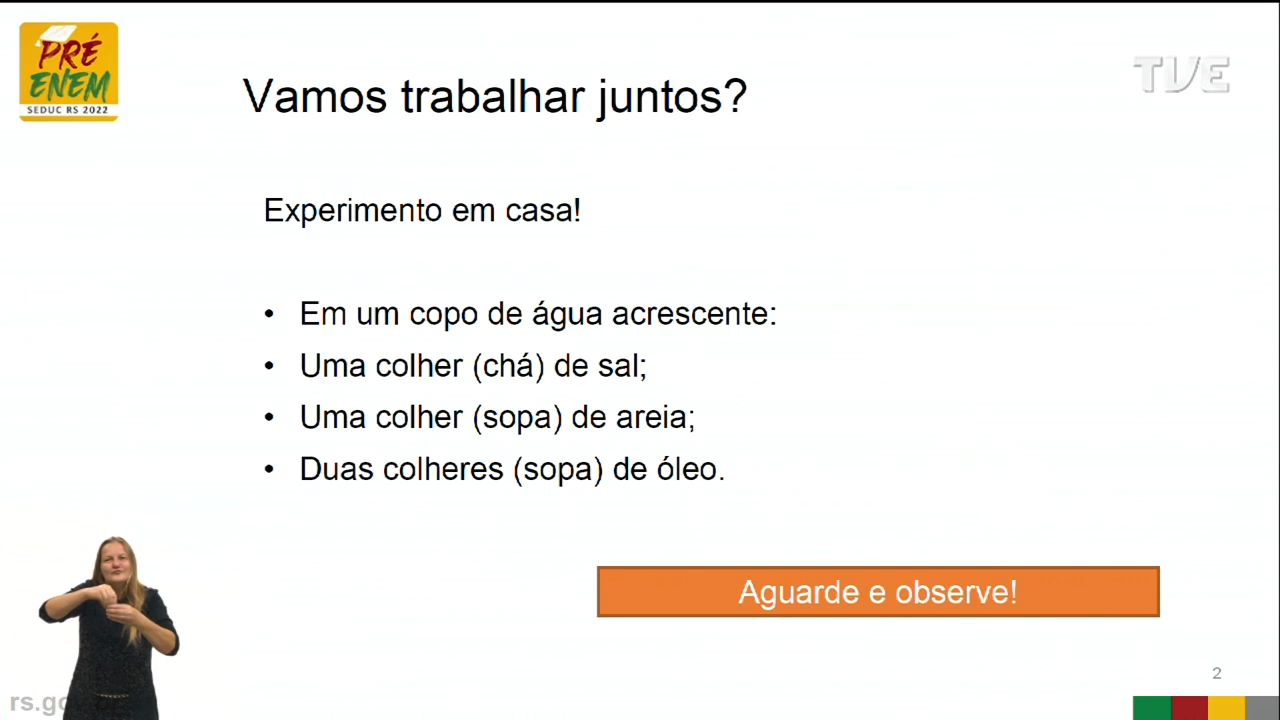 PRÉ
ENEM
SEDUC RS 2022
TVE
Vamos trabalhar juntos?
Experimento em casa!
• Em um copo de água acrescente:
• Uma colher (chá) de sal;
• Uma colher (sopa) de areia;
• Duas colheres (sopa) de óleo.
Aguarde e observe!
2